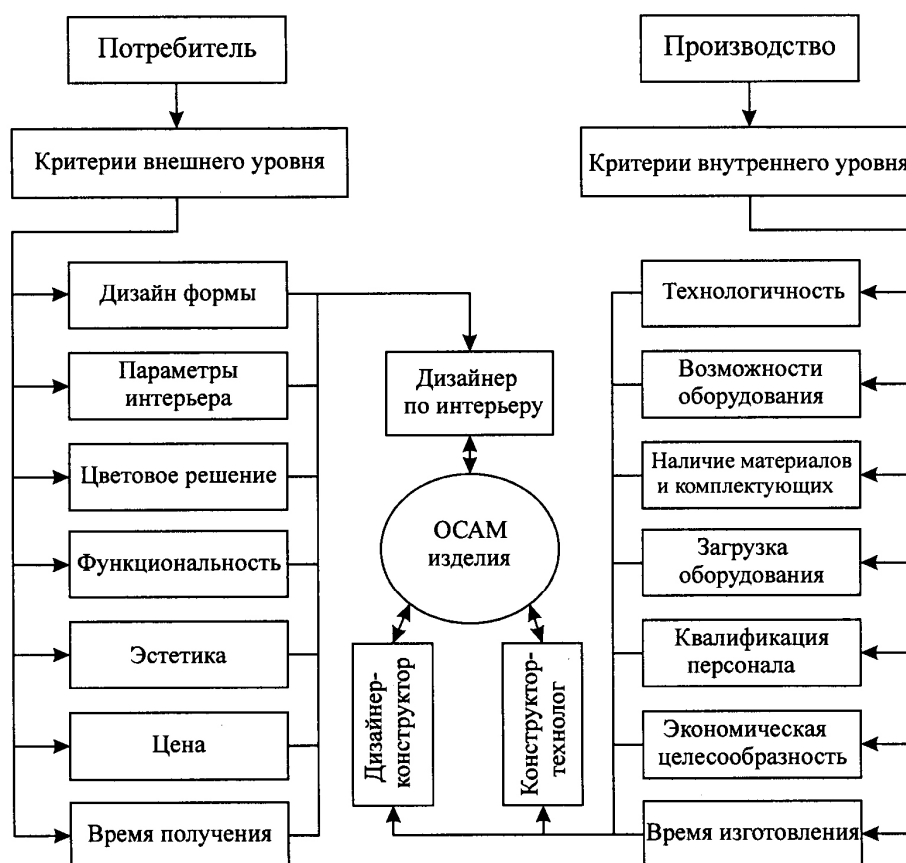 Потребитель
Производство
Критерии внешнего уровня
Критерии внутреннего уровня
Дизайн формы
Параметры
интерьера
Цветовое решение
Функциональность
Эстетика
Цена
Время получения
Дизайнер
по интерьеру
ОСАМ
изделия
Дизайнер-
конструктор
Конструктор-
технолог
Технологичность
Возможности
оборудования
Наличие материалов
и комплектующих
Загрузка
оборудования
Квалификация
персонала
Экономическая
целесообразность
Время изготовления